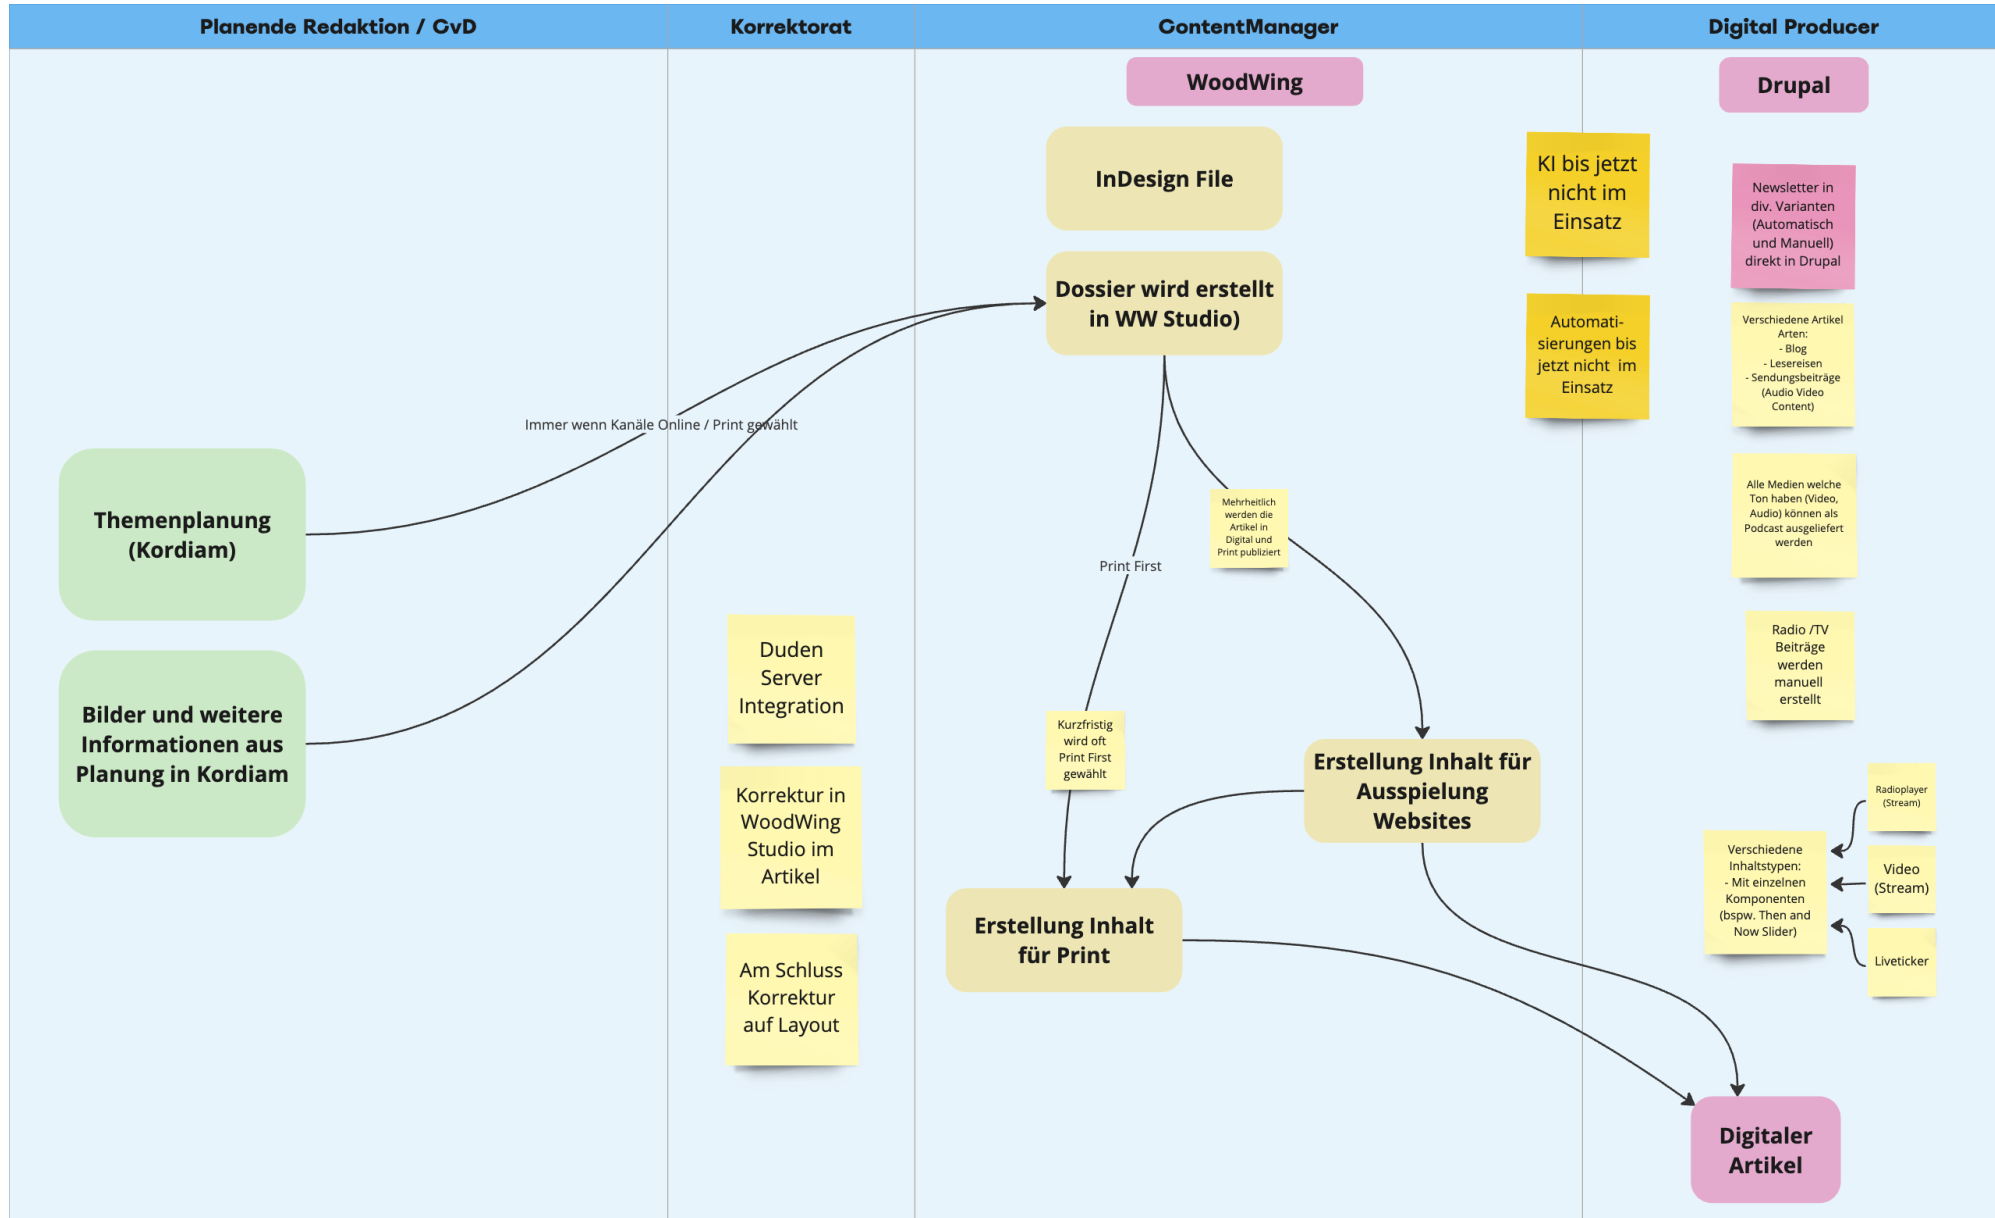 Planende Redaktion / CvD
Korrektorat
ContentManager
Digital Producer
WoodWing
Drupal
InDesign File
Dossier wird erstellt
in WW Studio)
Immer wenn Kanäle Online / Print gewählt
Themenplanung
(Kordiam)
Bilder und weitere
Informationen aus
Planung in Kordiam
Duden
Server
Integration
Korrektur in
WoodWing
Studio im
Artikel
Am Schluss
Korrektur
auf Layout
Print First
Mehrheitlich
werden die
Artikel in
Digital und
Print publiziert
Kurzfristig
wird oft
Print First
gewählt
Erstellung Inhalt für
Ausspielung
Websites
Erstellung Inhalt
für Print
KI bis jetzt
nicht im
Einsatz
Automati-
sierungen bis
jetzt nicht im
Einsatz
Newsletter in
div. Varianten
(Automatisch
und Manuell)
direkt in Drupal
Verschiedene Artikel
Arten:
- Blog
- Lesereisen
- Sendungsbeiträge
(Audio Video
Content)
Alle Medien welche
Ton haben (Video,
Audio) können als
Podcast ausgeliefert
werden
Radio /TV
Beiträge
werden
manuell
erstellt
Radioplayer
(Stream)
Verschiedene
Inhaltstypen:
- Mit einzelnen
Komponenten
(bspw. Then and
Now Slider)
Video
(Stream)
Liveticker
Digitaler
Artikel